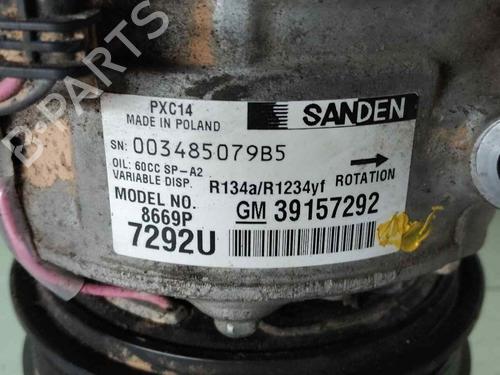 PXC14
MADE IN POLAND
SANDEN
SN: 003485079B5
OIL: 60CC SP-A2
VARIABLE DISP.
R134a/R1234yf ROTATION
MODEL NO.
8669P
GM 39157292
7292U
B-PARTS